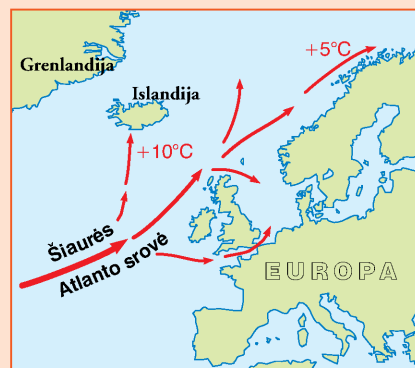 +5°C
Grenlandija
Islandija
+10°C
Šiaurės
Atlanto srovė
EUROPA